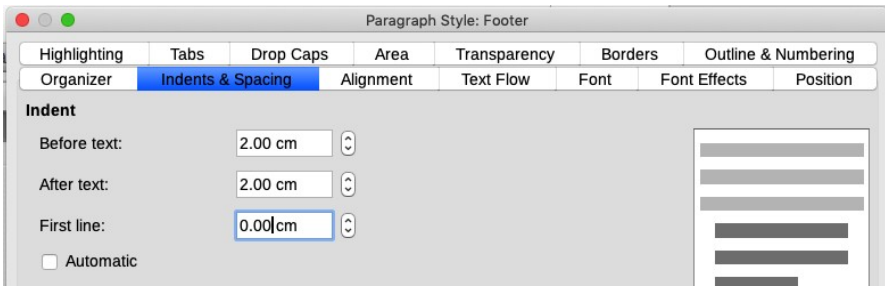 Paragraph Style: Footer
Highlighting Tabs Drop Caps Area Transparency Borders Outline & Numbering
Organizer Indents & Spacing Alignment Text Flow Font Font Effects Position
Indent
Before text: 2.00 cm
After text: 2.00 cm
First line: 0.00 cm
Automatic